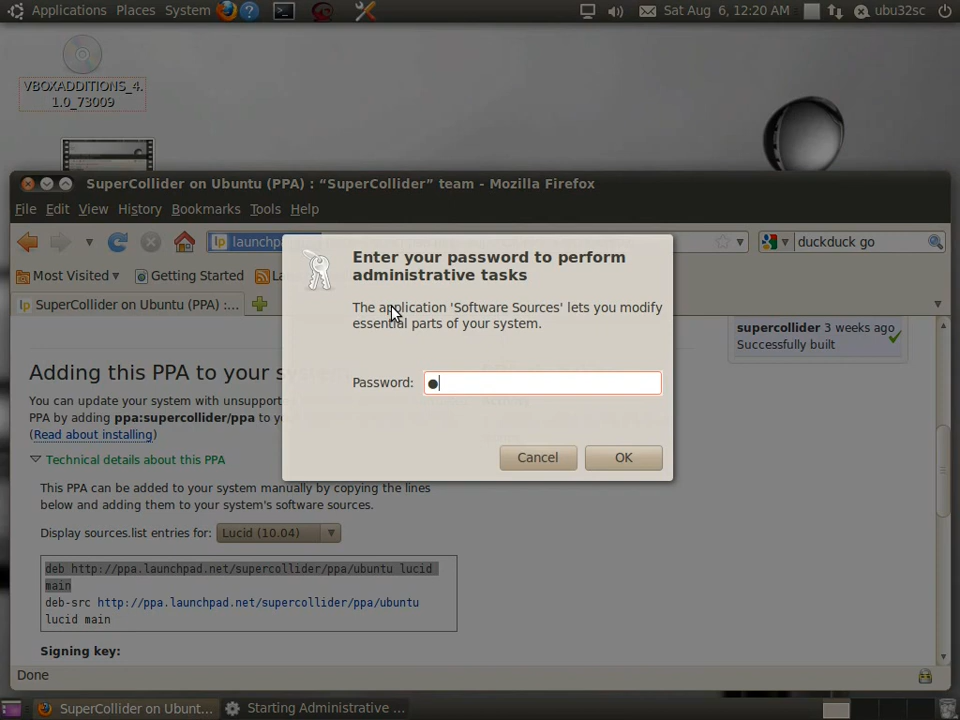 Applications Places System Sat Aug 6, 12:20 AM ubu32sc
VBOXADDITIONS_4.
1.0_73009
SuperCollider on Ubuntu (PPA) : “SuperCollider” team - Mozilla Firefox
File Edit View History Bookmarks Tools Help
lp launchp duckduck go
Most Visited Getting Started La
lp SuperCollider on Ubuntu (PPA) :...
Enter your password to perform
administrative tasks
The application 'Software Sources' lets you modify
essential parts of your system.
Password:
Cancel OK
supercollider 3 weeks ago
Successfully built
Adding this PPA to your sys
You can update your system with unsupport
PPA by adding ppa:supercollider/ppa to yo
(Read about installing)
Technical details about this PPA
This PPA can be added to your system manually by copying the lines
below and adding them to your system's software sources.
Display sources.list entries for: Lucid (10.04)
deb http://ppa.launchpad.net/supercollider/ppa/ubuntu lucid
main
deb-src http://ppa.launchpad.net/supercollider/ppa/ubuntu
lucid main
Signing key:
Done
SuperCollider on Ubunt... Starting Administrative ...